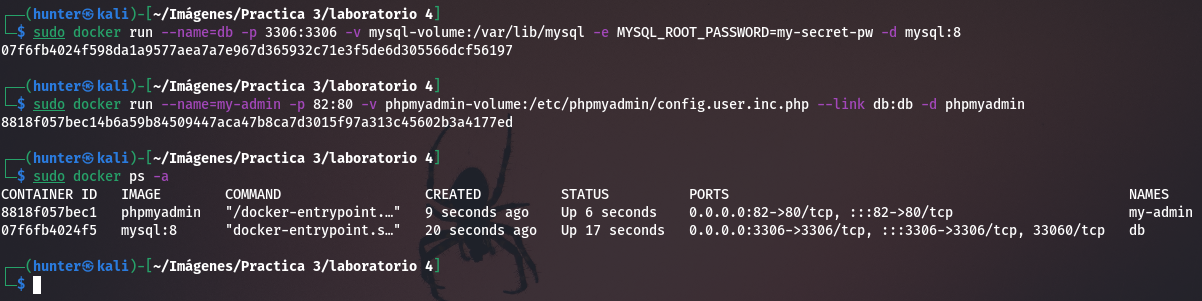 ┌──(hunter㉿kali)-[~/Imágenes/Practica 3/laboratorio 4]
└─$ sudo docker run --name=db -p 3306:3306 -v mysql-volume:/var/lib/mysql -e MYSQL_ROOT_PASSWORD=my-secret-pw -d mysql:8
07f6fb4024f598da1a9577aea7a7e967d365932c71e3f5de6d305566dcf56197
┌──(hunter㉿kali)-[~/Imágenes/Practica 3/laboratorio 4]
└─$ sudo docker run --name=my-admin -p 82:80 -v phpmyadmin-volume:/etc/phpmyadmin/config.user.inc.php --link db:db -d phpmyadmin
8818f057bec14b6a59b84509447aca47b8ca7d3015f97a313c45602b3a4177ed
┌──(hunter㉿kali)-[~/Imágenes/Practica 3/laboratorio 4]
└─$ sudo docker ps -a
CONTAINER ID   IMAGE        COMMAND                  CREATED          STATUS          PORTS                                                  NAMES
8818f057bec1   phpmyadmin   "/docker-entrypoint.…"   9 seconds ago    Up 6 seconds    0.0.0.0:82->80/tcp, :::82->80/tcp                      my-admin
07f6fb4024f5   mysql:8      "docker-entrypoint.s…"   20 seconds ago   Up 17 seconds   0.0.0.0:3306->3306/tcp, :::3306->3306/tcp, 33060/tcp   db
┌──(hunter㉿kali)-[~/Imágenes/Practica 3/laboratorio 4]
└─$